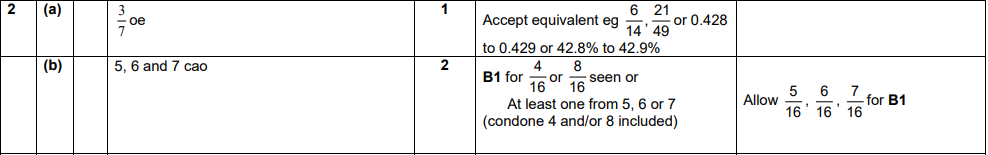 2 (a) 3/7 oe 1 Accept equivalent eg 6/14, 21/49 or 0.428
to 0.429 or 42.8% to 42.9%
(b) 5, 6 and 7 cao 2 B1 for 4/16 or 8/16 seen or
At least one from 5, 6 or 7
(condone 4 and/or 8 included)
Allow 5/16, 6/16, 7/16 for B1